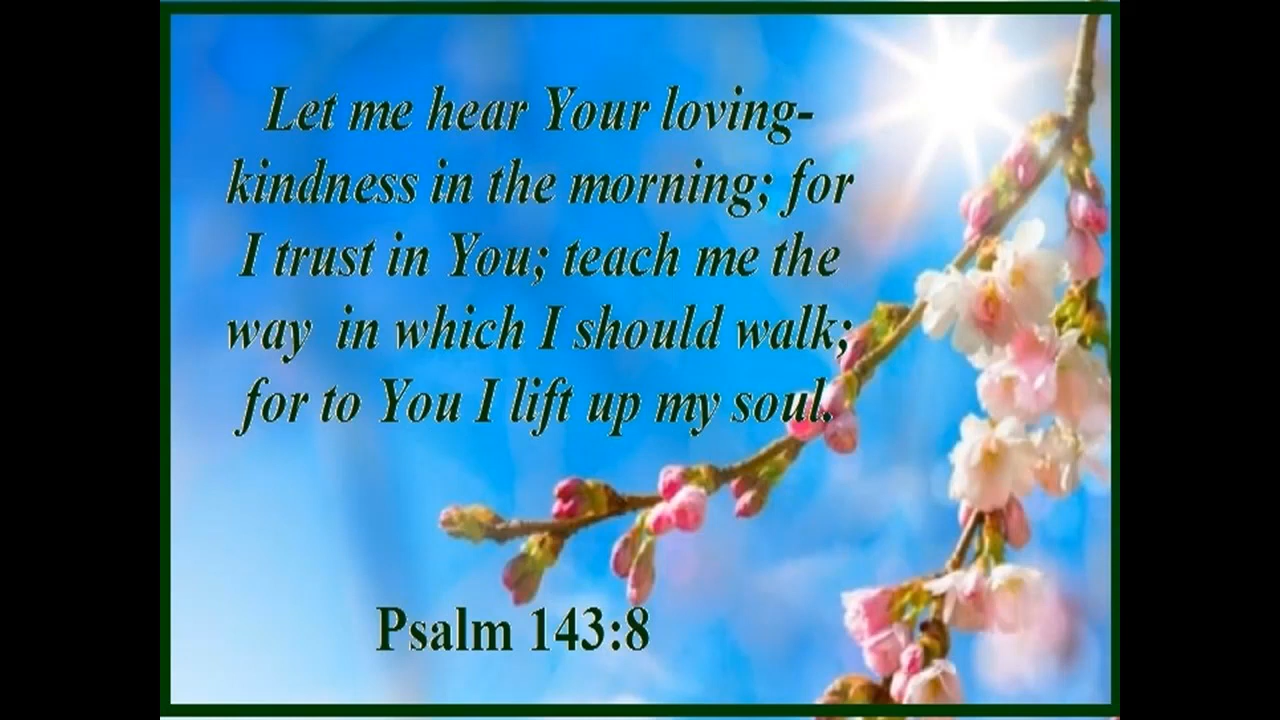 Let me hear Your loving-
kindness in the morning; for
I trust in You; teach me the
way in which I should walk;
for to You I lift up my soul.
Psalm 143:8